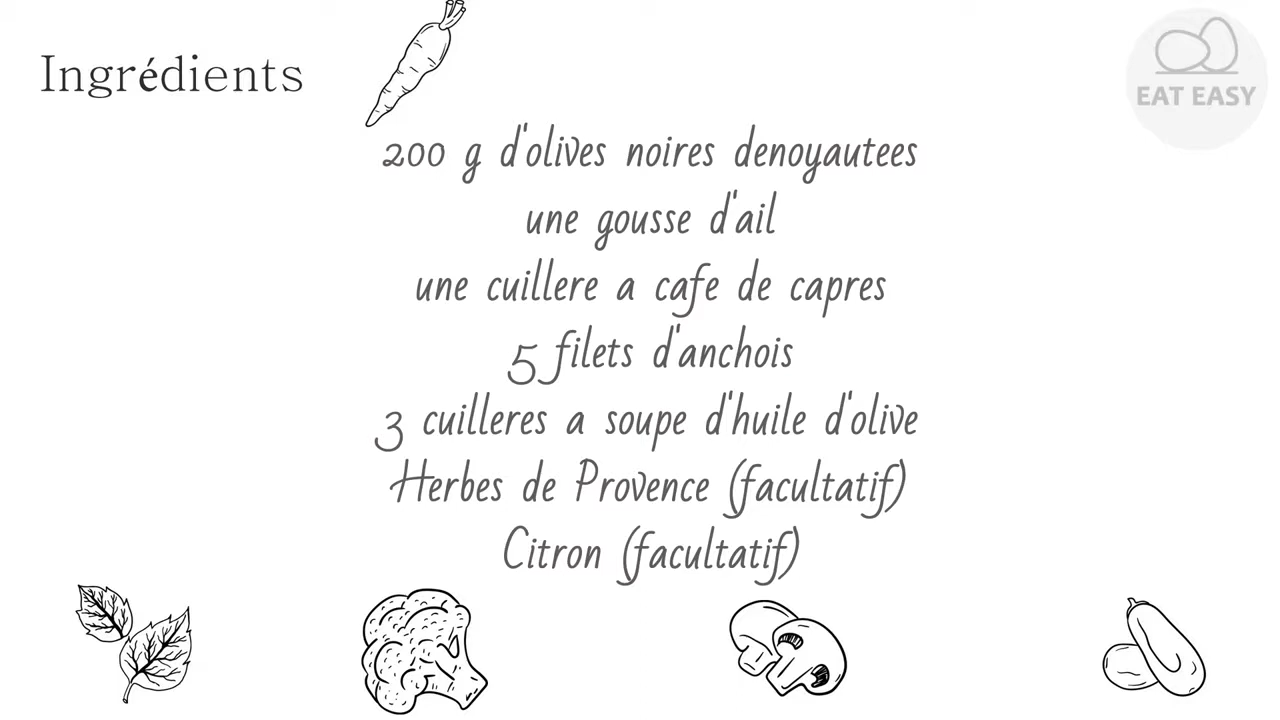 Ingrédients
EAT EASY
200 g d'olives noires denoyautees
une gousse d'ail
une cuillere a cafe de capres
5 filets d'anchois
3 cuilleres a soupe d'huile d'olive
Herbes de Provence (facultatif)
Citron (facultatif)